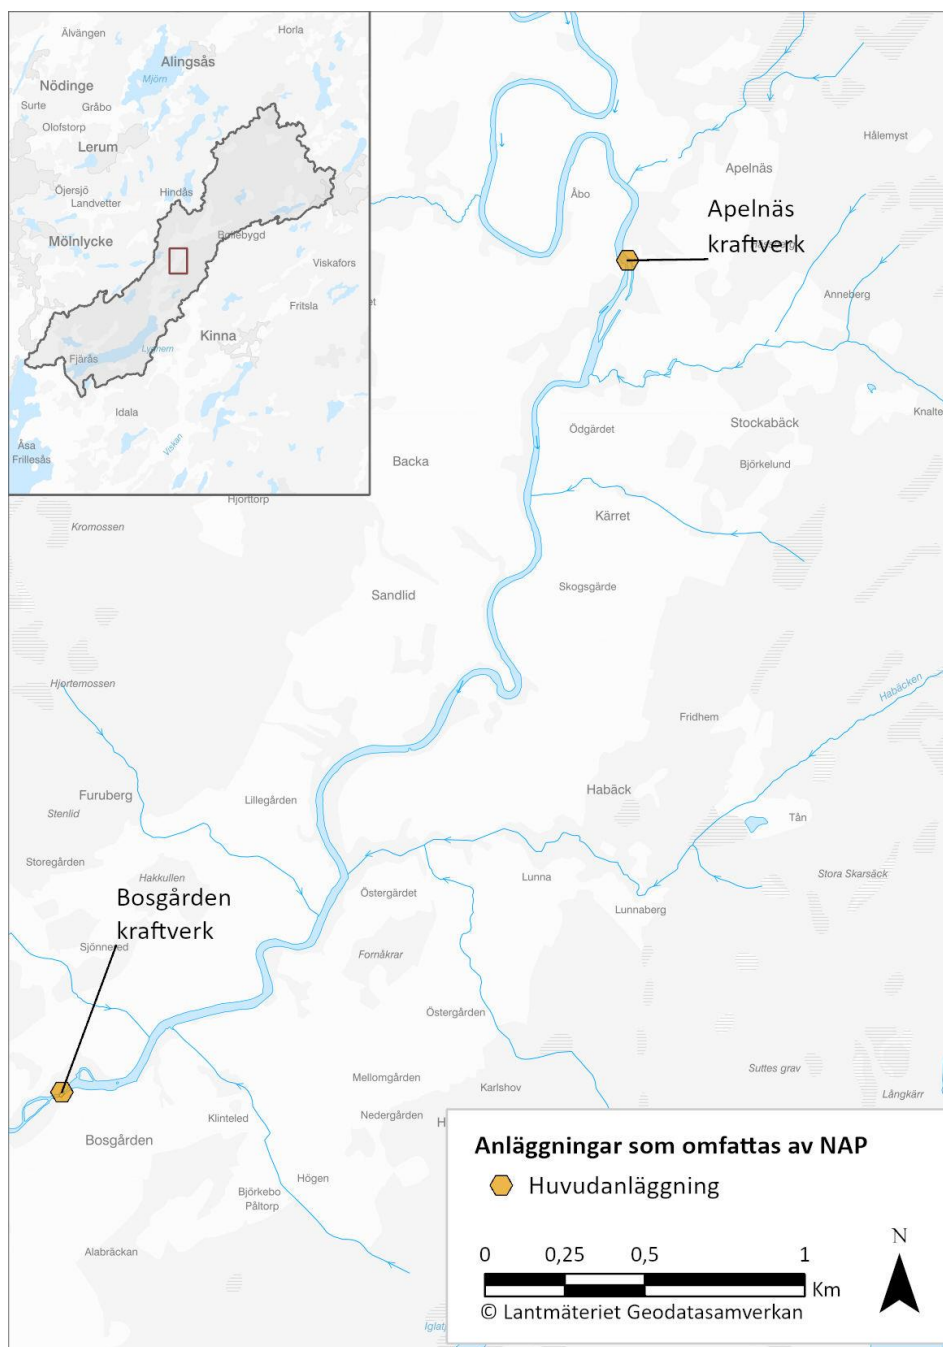 Älvängen
Horla
Alingsås
Mjörn
Nödinge
Surte
Gråbo
Olofstorp
Lerum
Öjersjö
Hindås
Landvetter
Mölnlycke
Bollebygd
Viskafors
Fritsla
Kinna
Lygnern
Fjärås
Idala
Viskan
Åsa
Frillesås
Hålemyst
Apelnäs
Åbo
Apelnäs
kraftverk
Anneberg
Ödgärdet
Stockabäck
Knalte
Backa
Björkelund
Hjorttorp
Kärret
Kromossen
Skogsgärde
Sandlid
Hjortemossen
Habäcken
Fridhem
Furuberg
Lillegården
Habäck
Stenlid
Tån
Storegården
Hakkullen
Lunna
Stora Skarsäck
Östergärdet
Lunnaberg
Bosgården
kraftverk
Sjönnered
Fornåkrar
Östergården
Suttes grav
Mellomgården
Karlshov
Långkärr
Klinteled
Nedergården
H
Bosgården
Högen
Björkebo
Påltorp
Alabräckan
Anläggningar som omfattas av NAP
Huvudanläggning
N
0 0,25 0,5 1
Km
© Lantmäteriet Geodatasamverkan